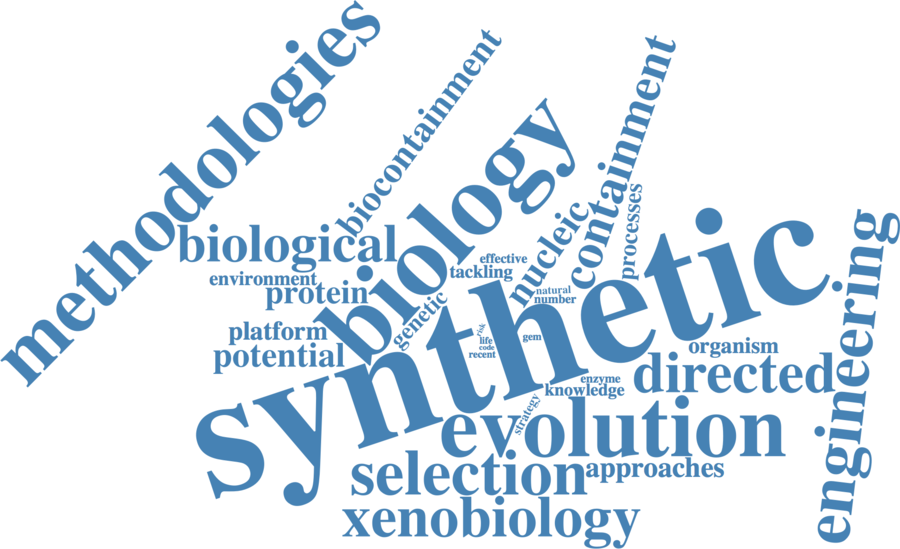 methodologies
biocontainment
containment
biology
biological
nucleic
processes
synthetic
engineering
effective
tackling
environment
protein
natural
number
genetic
platform
potential
risk
life
code
recent
gem
organism
directed
enzyme
knowledge
strategy
evolution
selection
approaches
xenobiology